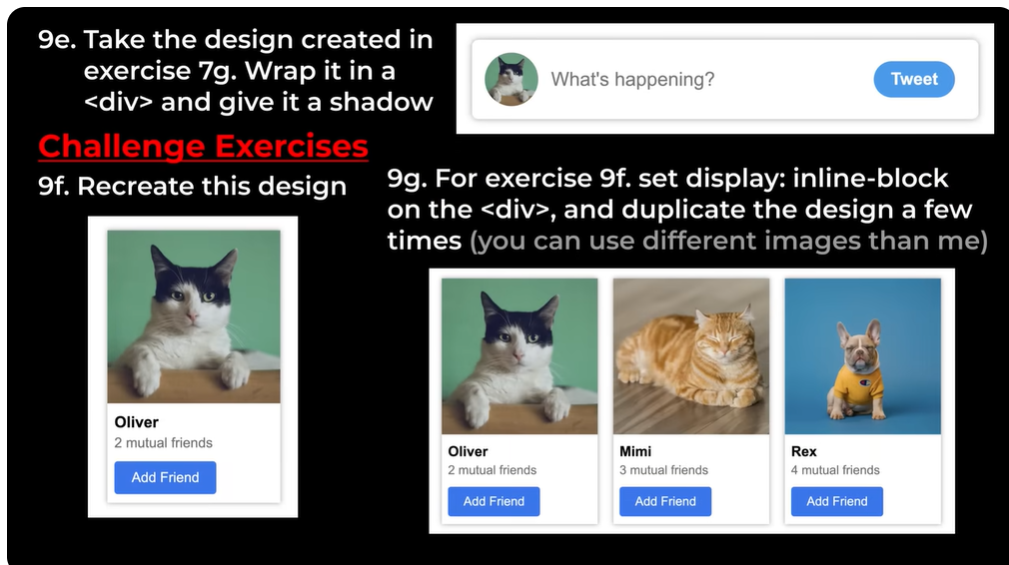 9e. Take the design created in
exercise 7g. Wrap it in a
<div> and give it a shadow
What's happening?
Tweet
Challenge Exercises
9f. Recreate this design
Oliver
2 mutual friends
Add Friend
9g. For exercise 9f. set display: inline-block
on the <div>, and duplicate the design a few
times (you can use different images than me)
Oliver
2 mutual friends
Add Friend
Mimi
3 mutual friends
Add Friend
Rex
4 mutual friends
Add Friend